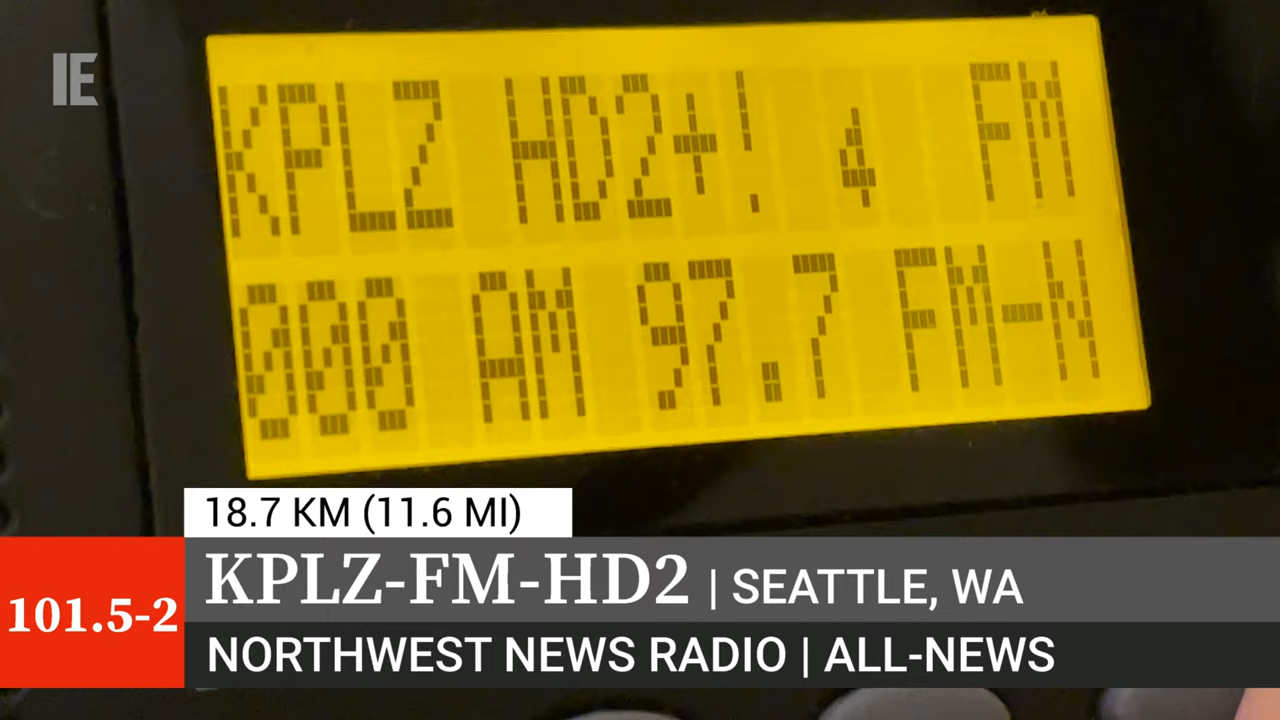 IE
KPLZ HD2+! FM
000 AM 97.7 FM-N
18.7 KM (11.6 MI)
101.5-2
KPLZ-FM-HD2 | SEATTLE, WA
NORTHWEST NEWS RADIO | ALL-NEWS